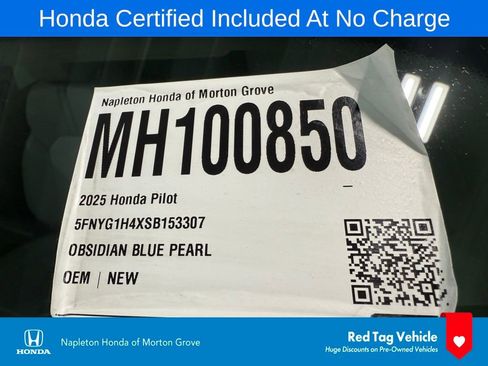 Honda Certified Included At No Charge
Napleton Honda of Morton Grove
MH100850
2025 Honda Pilot
5FNYG1H4XSB153307
OBSIDIAN BLUE PEARL
OEM | NEW
HONDA
Napleton Honda of Morton Grove
Red Tag Vehicle
Huge Discounts on Pre-Owned Vehicles